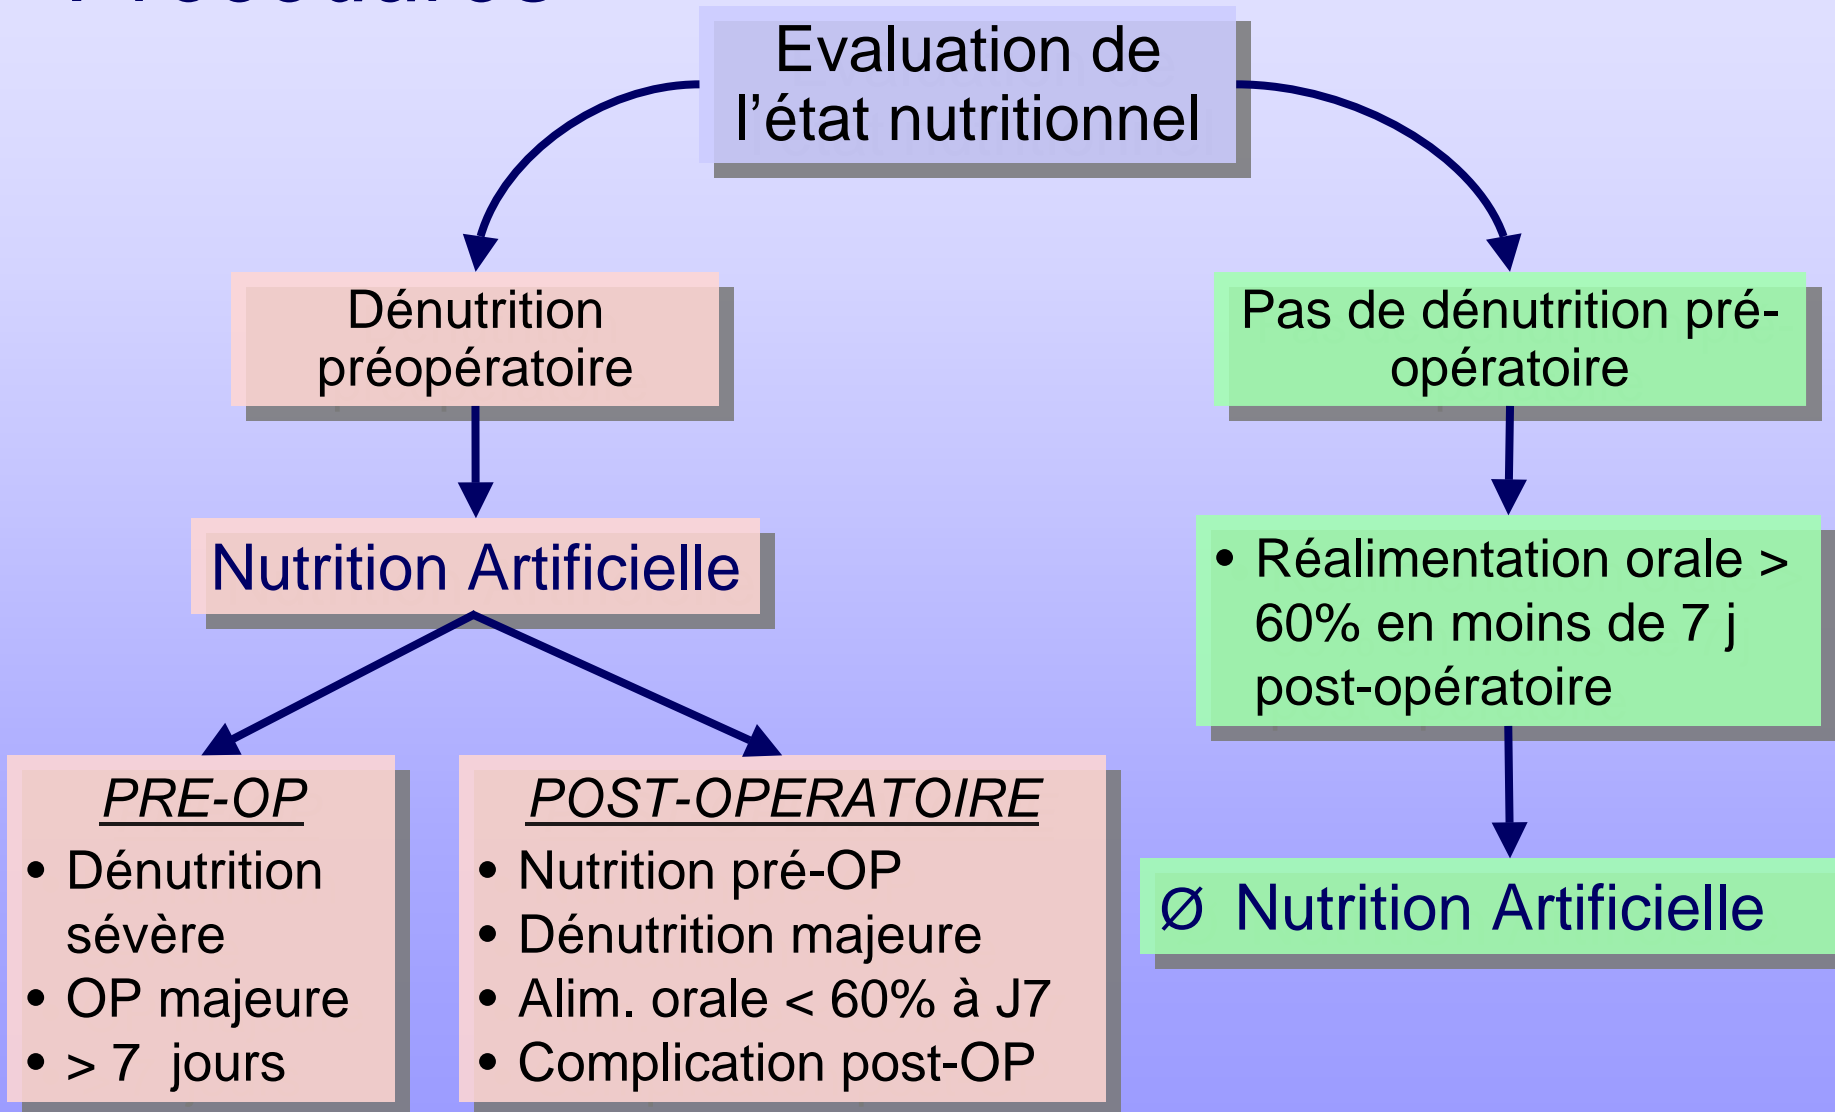 Evaluation de
l’état nutritionnel
Dénutrition
préopératoire
Pas de dénutrition pré-
opératoire
Nutrition Artificielle
• Réalimentation orale >
60% en moins de 7 j
post-opératoire
PRE-OP
• Dénutrition
sévère
• OP majeure
• > 7 jours
POST-OPERATOIRE
• Nutrition pré-OP
• Dénutrition majeure
• Alim. orale < 60% à J7
• Complication post-OP
Ø Nutrition Artificielle